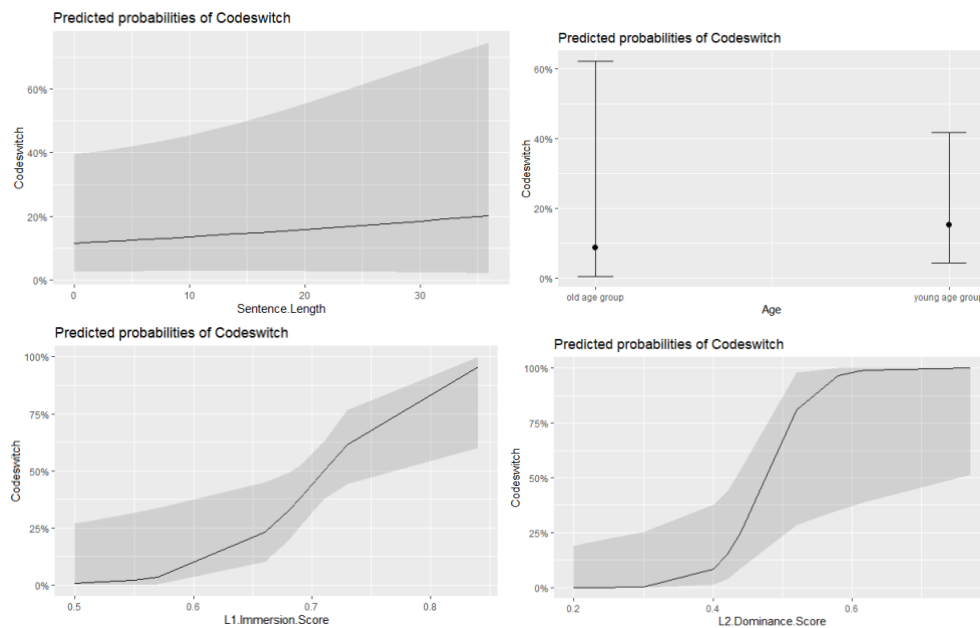 Predicted probabilities of Codeswitch
60%
40%
20%
0%
Codeswitch
0
10
20
30
Sentence.Length
Predicted probabilities of Codeswitch
60%
40%
20%
0%
Codeswitch
old age group
young age group
Age
Predicted probabilities of Codeswitch
100%
75%
50%
25%
0%
Codeswitch
0.5
0.6
0.7
0.8
L1.Immersion.Score
Predicted probabilities of Codeswitch
100%
75%
50%
25%
0%
Codeswitch
0.2
0.4
0.6
L2.Dominance.Score